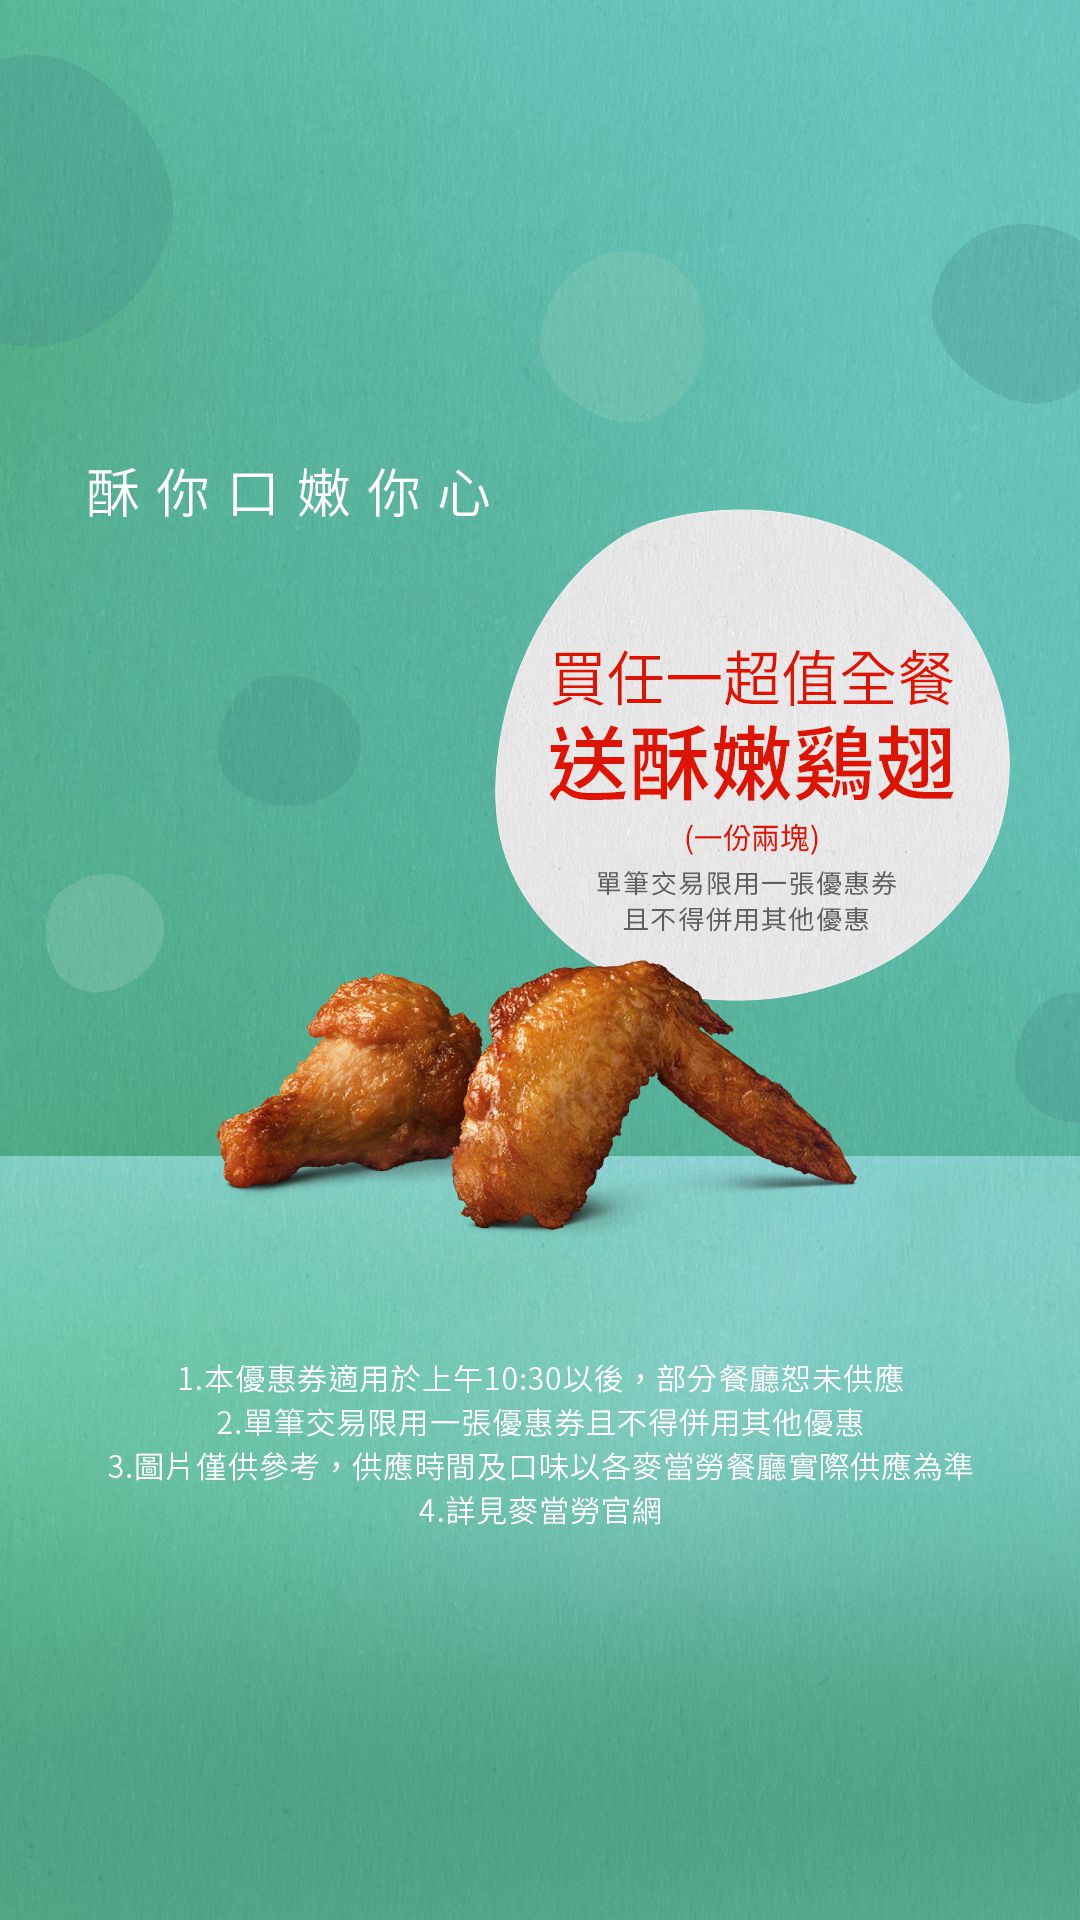 酥你口嫩你心
買任一超值全餐
送酥嫩鷄翅
(一份兩塊)
單筆交易限用一張優惠券
且不得併用其他優惠
1.本優惠券適用於上午10:30以後，部分餐廳恕未供應
2.單筆交易限用一張優惠券且不得併用其他優惠
3.圖片僅供參考，供應時間及口味以各麥當勞餐廳實際供應為準
4.詳見麥當勞官網